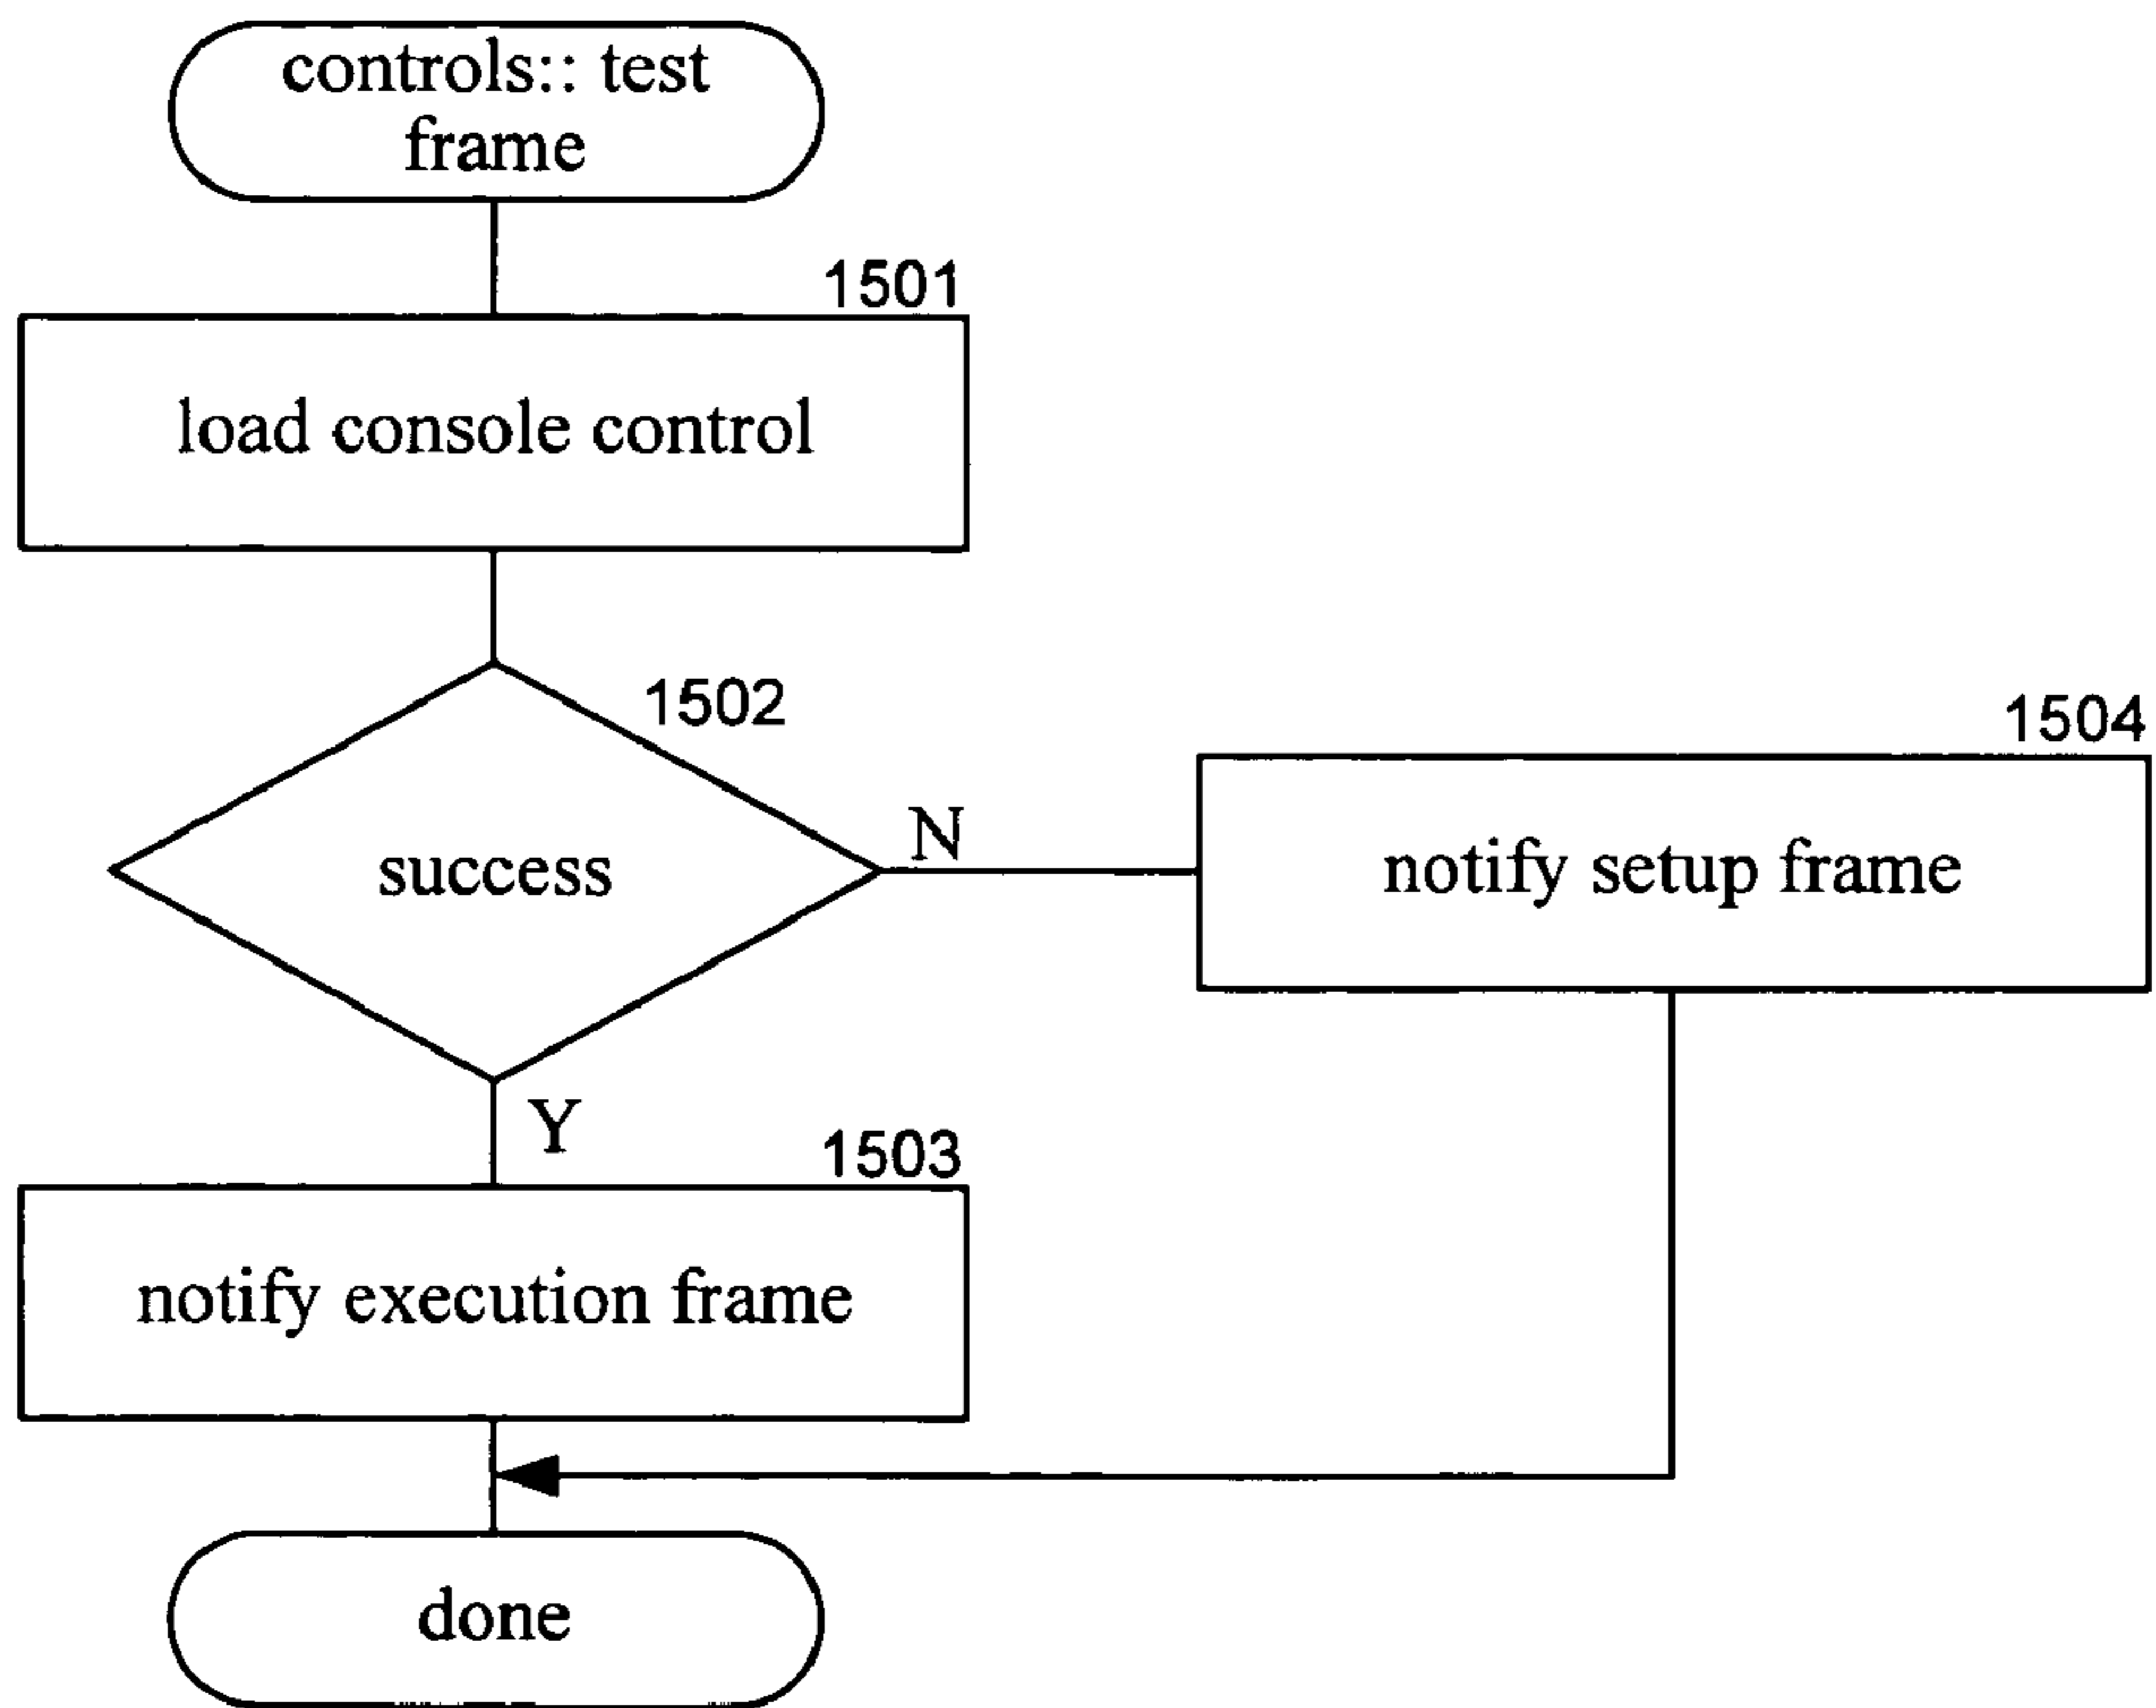 controls:: test
frame
1501
load console control
1502
success
N
1504
notify setup frame
Y
1503
notify execution frame
done